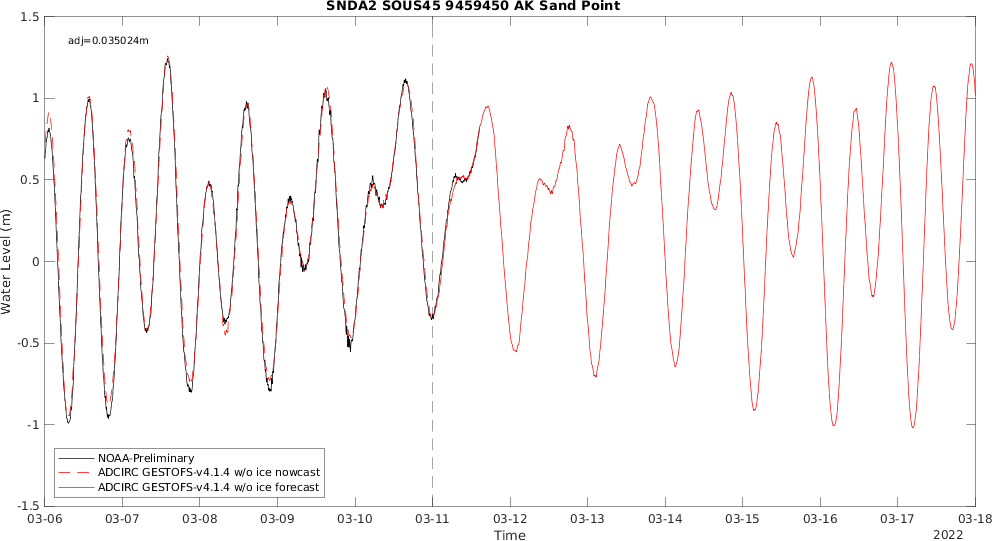 SNDA2 SOUS45 9459450 AK Sand Point
adj=0.035024m
1.5
1
0.5
0
-0.5
-1
-1.5
Water Level (m)
NOAA-Preliminary
ADCIRC GESTOFS-v4.1.4 w/o ice nowcast
ADCIRC GESTOFS-v4.1.4 w/o ice forecast
03-06 03-07 03-08 03-09 03-10 03-11 03-12 03-13 03-14 03-15 03-16 03-17 03-18
Time
2022